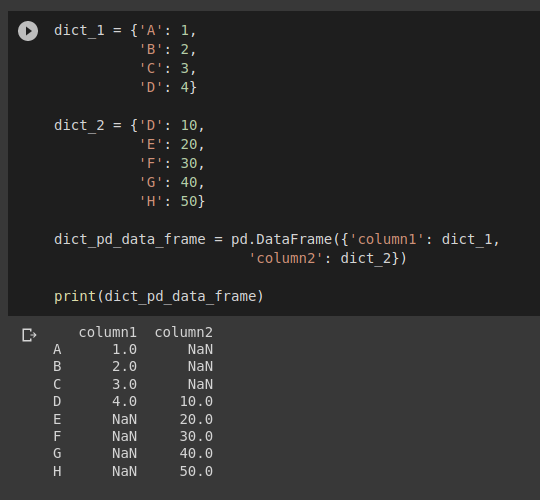 dict_1 = {'A': 1,
          'B': 2,
          'C': 3,
          'D': 4}

dict_2 = {'D': 10,
          'E': 20,
          'F': 30,
          'G': 40,
          'H': 50}

dict_pd_data_frame = pd.DataFrame({'column1': dict_1,
                       'column2': dict_2})

print(dict_pd_data_frame)

   column1  column2
A      1.0      NaN
B      2.0      NaN
C      3.0      NaN
D      4.0     10.0
E      NaN     20.0
F      NaN     30.0
G      NaN     40.0
H      NaN     50.0